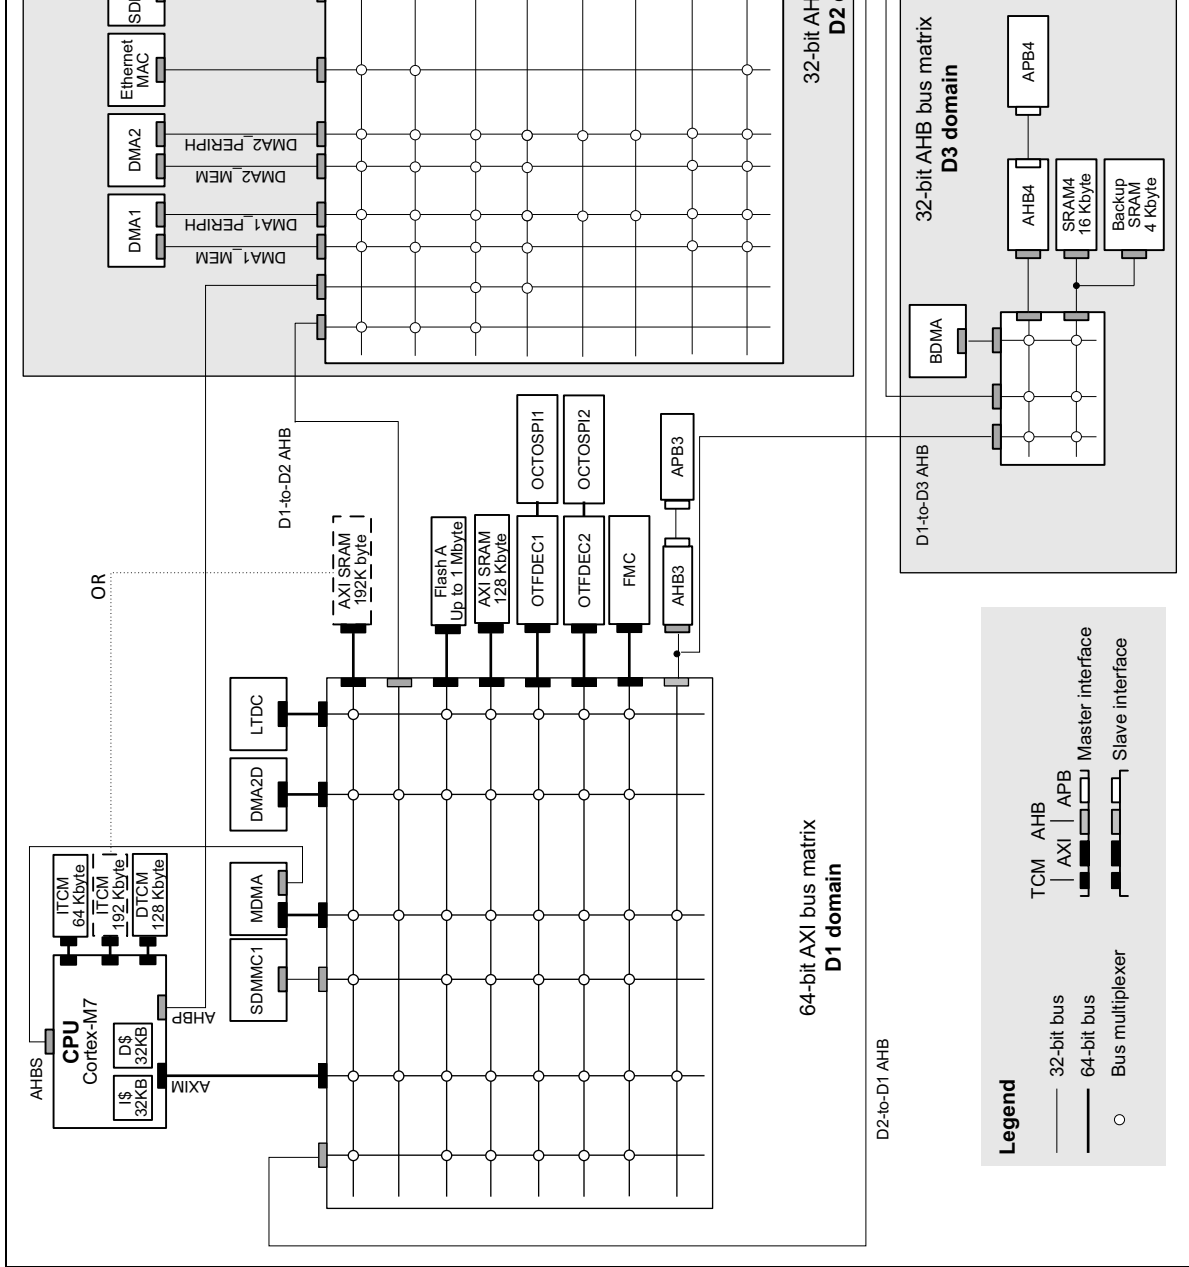 SDI
Ethernet
MAC
DMA2
DMA1
DMA2_PERIPH
DMA2_MEM
DMA1_PERIPH
DMA1_MEM
32-bit AH
D2
32-bit AHB bus matrix
D3 domain
APB4
AHB4
SRAM4
16 Kbyte
Backup
SRAM
4 Kbyte
BDMA
D1-to-D3 AHB
D1-to-D2 AHB
OR
AXI SRAM
192K byte
Flash A
Up to 1 Mbyte
AXI SRAM
128 Kbyte
OTFDEC1
OCTOSPI1
OTFDEC2
OCTOSPI2
FMC
AHB3
APB3
LTDC
DMA2D
MDMA
SDMMC1
ITCM
64 Kbyte
ITCM
192 Kbyte
DTCM
128 Kbyte
CPU
Cortex-M7
I$
32KB
D$
32KB
AHBS
AHBP
AXIM
64-bit AXI bus matrix
D1 domain
D2-to-D1 AHB
Legend
32-bit bus
64-bit bus
Bus multiplexer
TCM AHB
AXI APB
Master interface
Slave interface